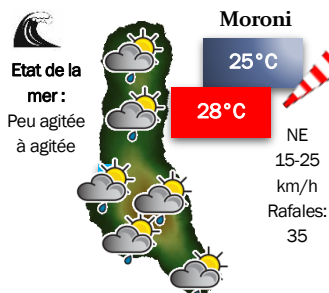 Moroni
Etat de la
mer :
Peu agitée
à agitée
25°C
28°C
NE
15-25
km/h
Rafales:
35